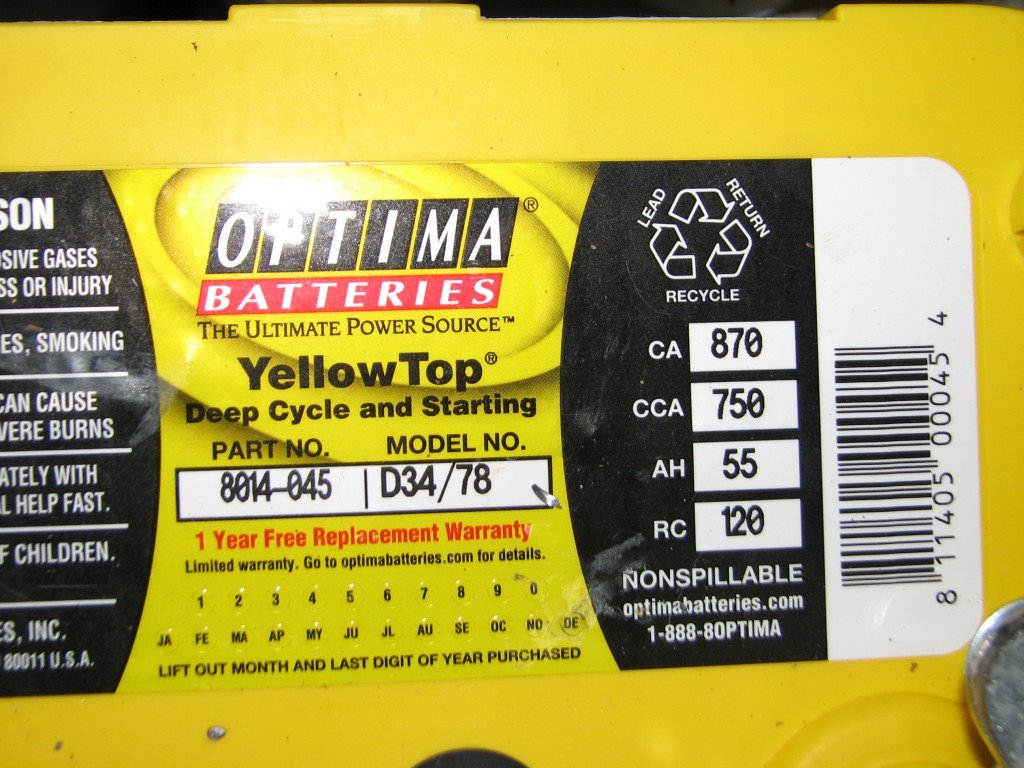 SON
OSIVE GASES
SS OR INJURY
ES, SMOKING
CAN CAUSE
VERE BURNS
ATELY WITH
L HELP FAST.
F CHILDREN.
ES, INC.
80011 U.S.A.
OPTIMA®
BATTERIES
THE ULTIMATE POWER SOURCE™
YellowTop®
Deep Cycle and Starting
PART NO. MODEL NO.
8014-045 D34/78
1 Year Free Replacement Warranty
Limited warranty. Go to optimabatteries.com for details.
1 2 3 4 5 6 7 8 9 0
JA FE MA AP MY JU JL AU SE OC NO DE
LIFT OUT MONTH AND LAST DIGIT OF YEAR PURCHASED
LEAD
RETURN
RECYCLE
CA 870
CCA 750
AH 55
RC 120
NONSPILLABLE
optimabatteries.com
1-888-8OPTIMA
8 11405 00045 4